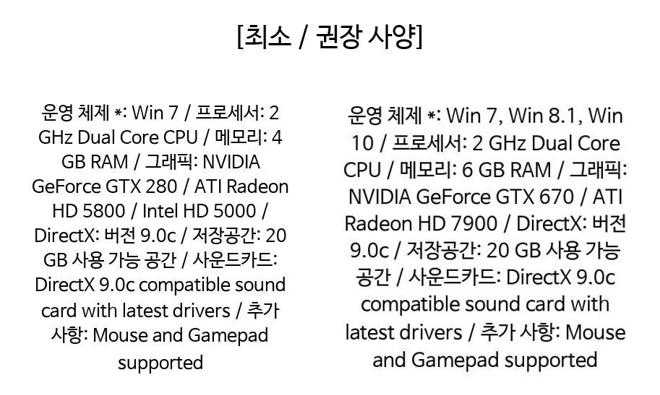 [최소 / 권장 사양]
운영 체제 *: Win 7 / 프로세서: 2
GHz Dual Core CPU / 메모리: 4
GB RAM / 그래픽: NVIDIA
GeForce GTX 280 / ATI Radeon
HD 5800 / Intel HD 5000 /
DirectX: 버전 9.0c / 저장공간: 20
GB 사용 가능 공간 / 사운드카드:
DirectX 9.0c compatible sound
card with latest drivers / 추가
사항: Mouse and Gamepad
supported
운영 체제 *: Win 7, Win 8.1, Win
10 / 프로세서: 2 GHz Dual Core
CPU / 메모리: 6 GB RAM / 그래픽:
NVIDIA GeForce GTX 670 / ATI
Radeon HD 7900 / DirectX: 버전
9.0c / 저장공간: 20 GB 사용 가능
공간 / 사운드카드: DirectX 9.0c
compatible sound card with
latest drivers / 추가 사항: Mouse
and Gamepad supported